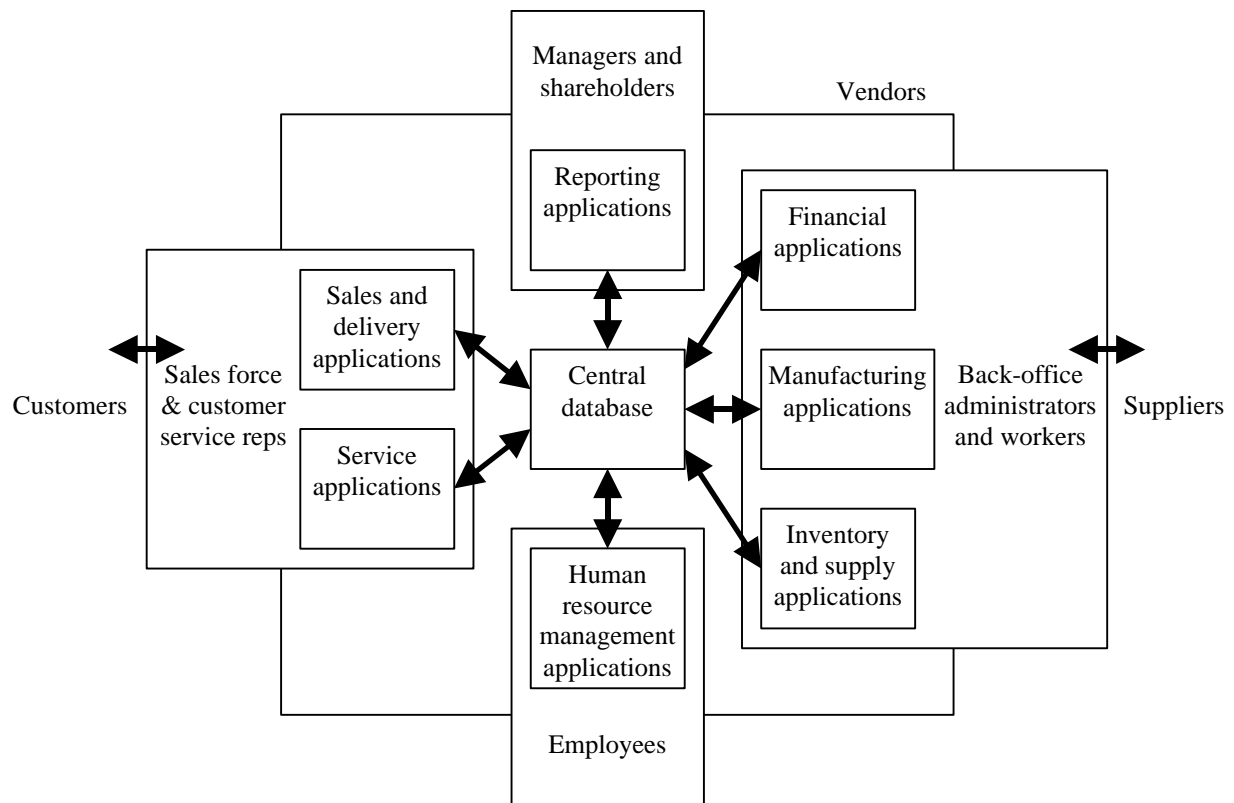 Managers and
shareholders
Vendors
Reporting
applications
Financial
applications
Sales and
delivery
applications
Customers
Sales force
& customer
service reps
Central
database
Manufacturing
applications
Back-office
administrators
and workers
Suppliers
Service
applications
Inventory
and supply
applications
Human
resource
management
applications
Employees